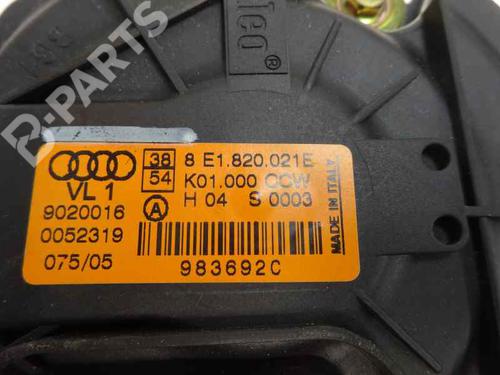 B-PARTS
Valeo®
VL 1
38
54
8 E1.820.021E
K01.000 CCW
A
H 04 S 0003
9020016
0052319
075/05
983692C
MADE IN ITALY